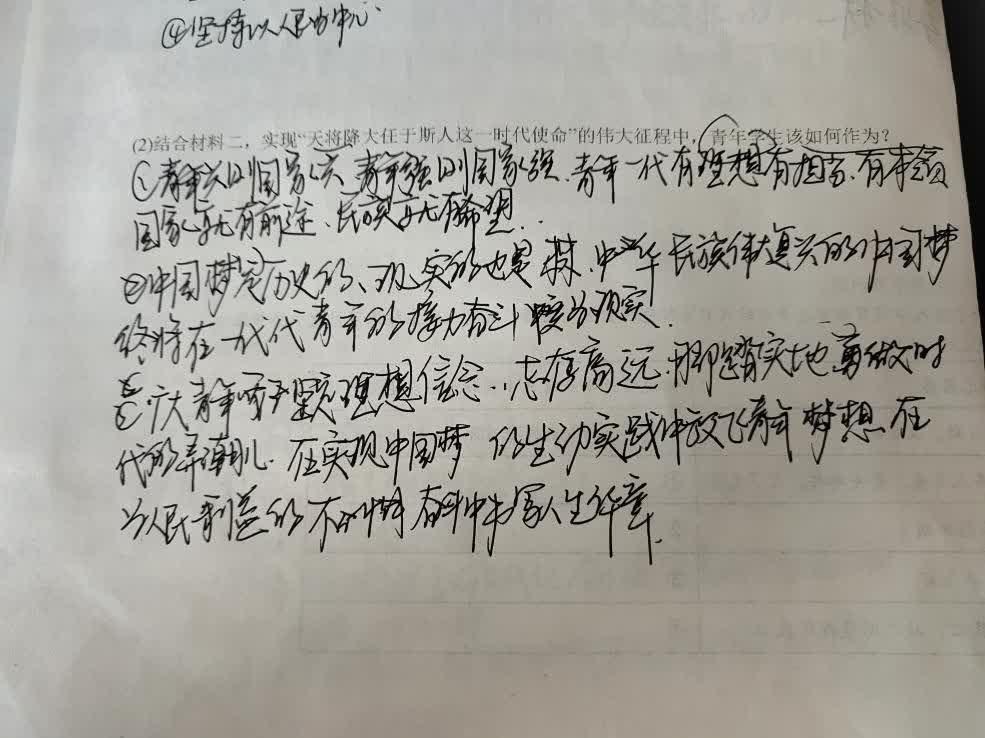 ④坚持以人民为中心
(2)结合材料二，实现“天将降大任于斯人这一时代使命”的伟大征程中，青年学生该如何作为？
①青年兴则国家兴，青年强则国家强．青年一代有理想有担当．有本领
国家就有前途．民族就有希望．
②中国梦是历史的、现实的也是未来．中华民族伟大复兴的中国梦
终将在一代代青年的接力奋斗中变为现实．
③广大青年要坚定理想信念．志存高远．脚踏实地 勇做时
代的弄潮儿．在实现中国梦的生动实践中放飞青年梦想 在
为人民利益的不懈奋斗中书写人生华章．